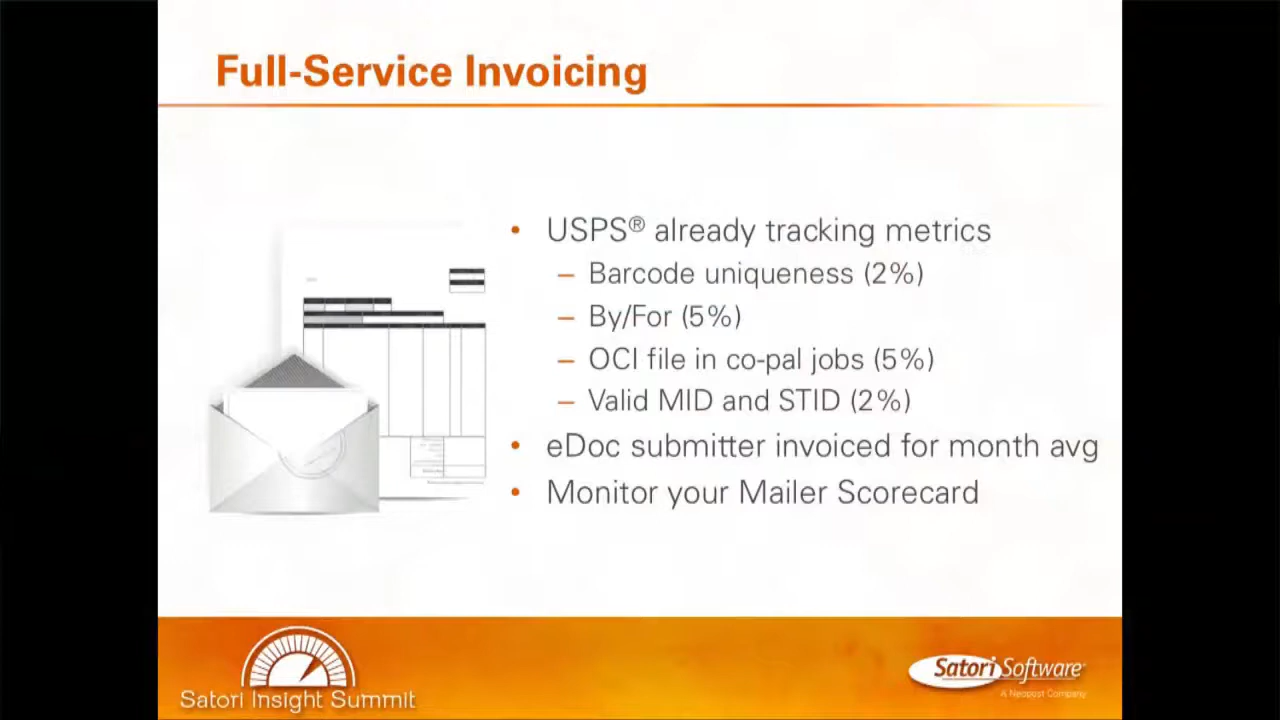 Full-Service Invoicing
• USPS® already tracking metrics
– Barcode uniqueness (2%)
– By/For (5%)
– OCI file in co-pal jobs (5%)
– Valid MID and STID (2%)
• eDoc submitter invoiced for month avg
• Monitor your Mailer Scorecard
Satori Insight Summit
Satori Software
A Neopost Company